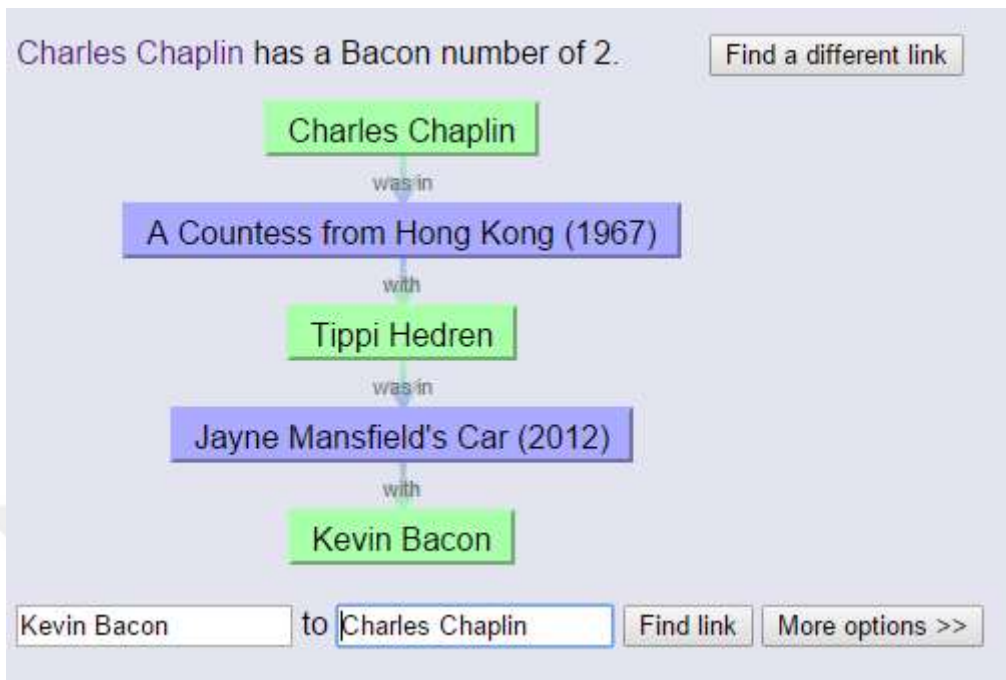 Charles Chaplin has a Bacon number of 2. Find a different link
Charles Chaplin
was in
A Countess from Hong Kong (1967)
with
Tippi Hedren
was in
Jayne Mansfield's Car (2012)
with
Kevin Bacon
Kevin Bacon to Charles Chaplin Find link More options >>